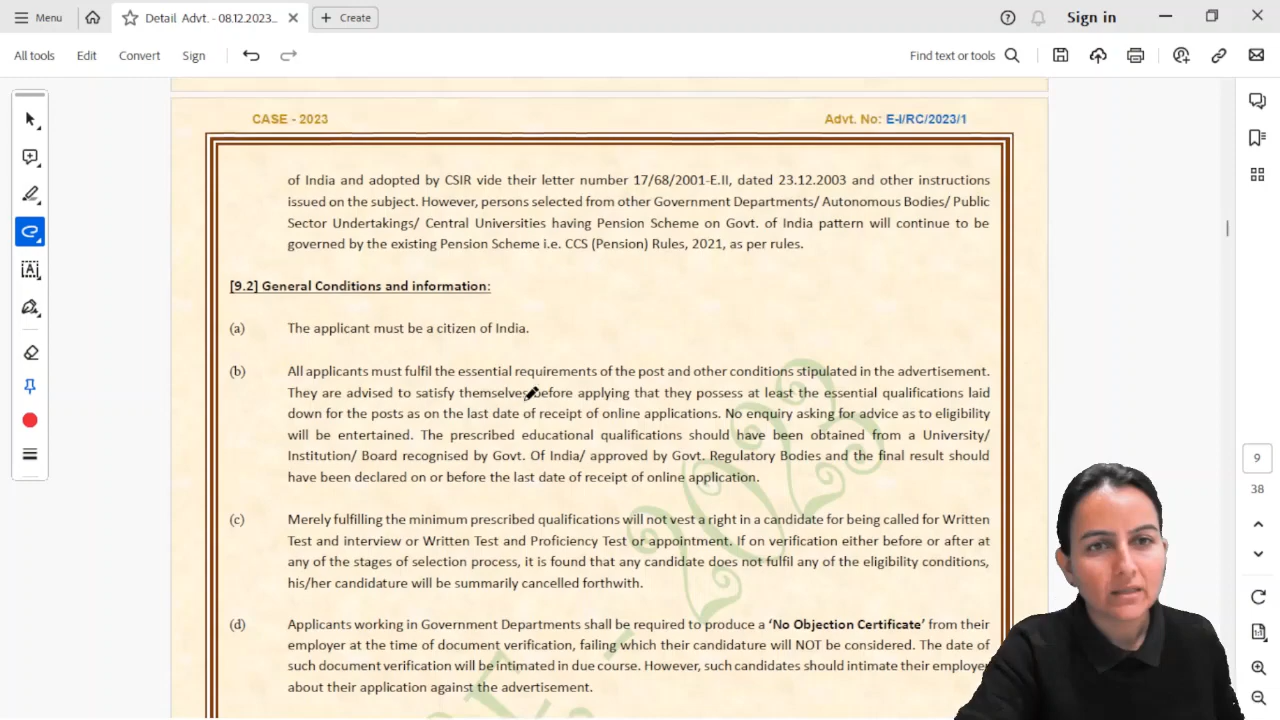 Menu
Detail Advt. - 08.12.2023...
Create
Sign in
All tools Edit Convert Sign
Find text or tools
CASE - 2023
Advt. No: E-I/RC/2023/1
of India and adopted by CSIR vide their letter number 17/68/2001-E.II, dated 23.12.2003 and other instructions
issued on the subject. However, persons selected from other Government Departments/ Autonomous Bodies/ Public
Sector Undertakings/ Central Universities having Pension Scheme on Govt. of India pattern will continue to be
governed by the existing Pension Scheme i.e. CCS (Pension) Rules, 2021, as per rules.
[9.2] General Conditions and information:
(a) The applicant must be a citizen of India.
(b) All applicants must fulfil the essential requirements of the post and other conditions stipulated in the advertisement.
They are advised to satisfy themselves before applying that they possess at least the essential qualifications laid
down for the posts as on the last date of receipt of online applications. No enquiry asking for advice as to eligibility
will be entertained. The prescribed educational qualifications should have been obtained from a University/
Institution/ Board recognised by Govt. Of India/ approved by Govt. Regulatory Bodies and the final result should
have been declared on or before the last date of receipt of online application.
(c) Merely fulfilling the minimum prescribed qualifications will not vest a right in a candidate for being called for Written
Test and interview or Written Test and Proficiency Test or appointment. If on verification either before or after at
any of the stages of selection process, it is found that any candidate does not fulfil any of the eligibility conditions,
his/her candidature will be summarily cancelled forthwith.
(d) Applicants working in Government Departments shall be required to produce a 'No Objection Certificate' from their
employer at the time of document verification, failing which their candidature will NOT be considered. The date of
such document verification will be intimated in due course. However, such candidates should intimate their employe
about their application against the advertisement.
9
38